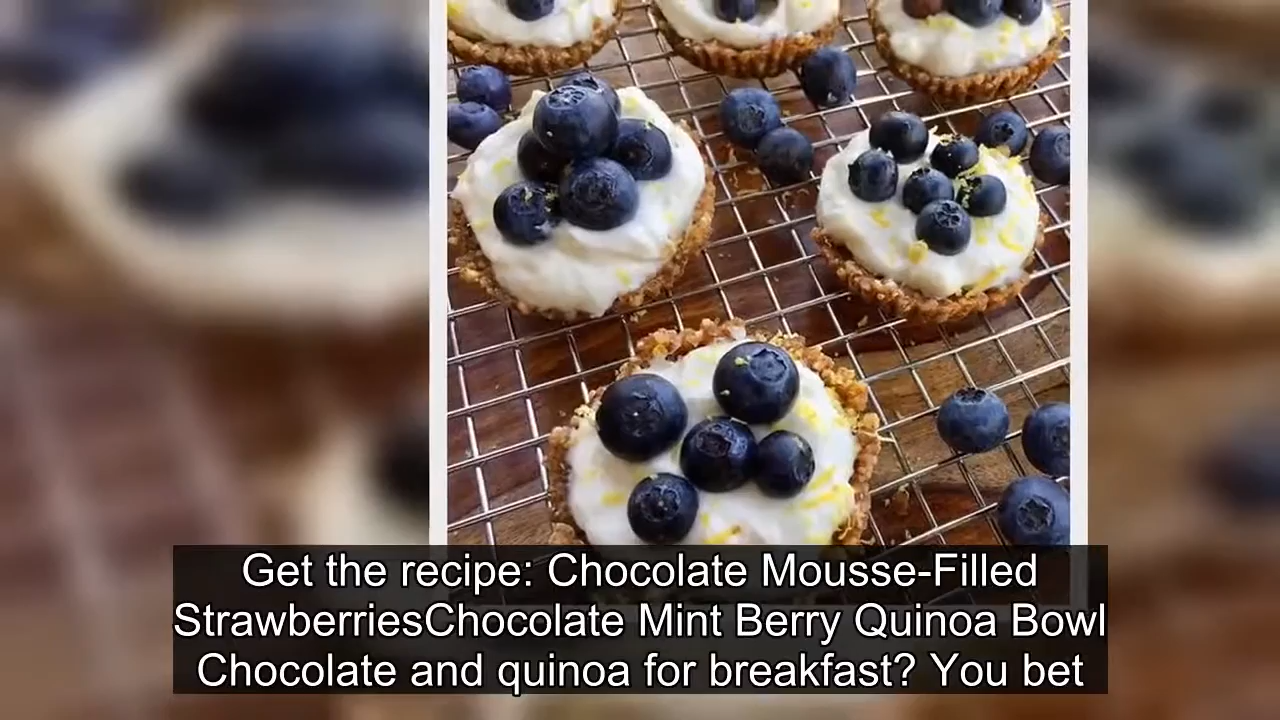 Get the recipe: Chocolate Mousse-Filled
StrawberriesChocolate Mint Berry Quinoa Bowl
Chocolate and quinoa for breakfast? You bet